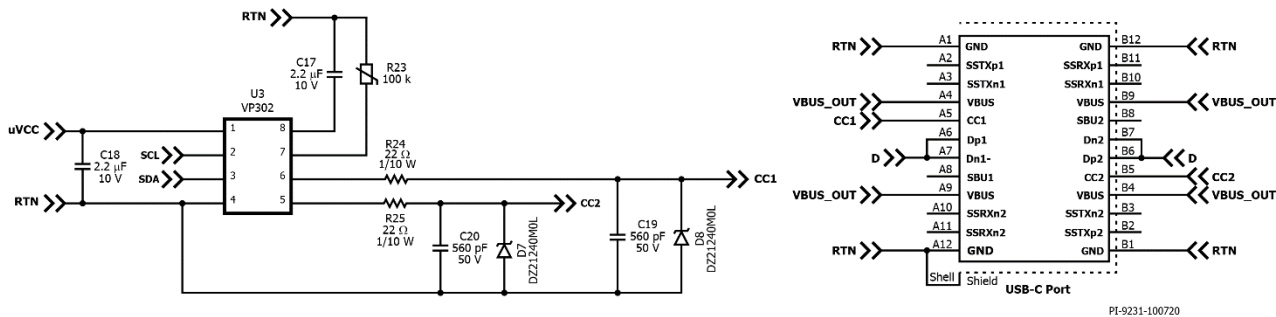 RTN
C17
2.2 µF
10 V
R23
100 k
U3
VP302
uVCC
1
8
C18
2.2 µF
10 V
SCL
2
7
R24
22 Ω
1/10 W
SDA
3
6
CC1
RTN
4
5
CC2
R25
22 Ω
1/10 W
C20
560 pF
50 V
D7
DZ21240M0L
C19
560 pF
50 V
D8
DZ21240M0L
RTN A1 GND GND B12 RTN
A2 SSTXp1 SSRXp1 B11
A3 SSTXn1 SSRXn1 B10
VBUS_OUT A4 VBUS VBUS B9 VBUS_OUT
CC1 A5 CC1 SBU2 B8
A6 Dp1 Dn2 B7
D A7 Dn1- Dp2 B6 D
A8 SBU1 CC2 B5 CC2
VBUS_OUT A9 VBUS VBUS B4 VBUS_OUT
A10 SSRXn2 SSTXn2 B3
A11 SSRXn2 SSTXp2 B2
RTN A12 GND GND B1 RTN
Shell Shield
USB-C Port
PI-9231-100720